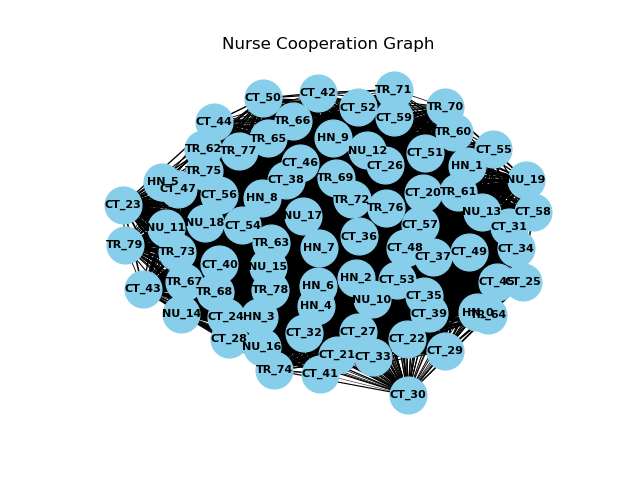 Nurse Cooperation Graph
TR_71
CT_42
CT_50
CT_52
TR_70
CT_59
CT_44
TR_66
TR_60
TR_65
HN_9
TR_62
CT_55
TR_77
NU_12
CT_51
CT_46
CT_26
HN_1
TR_75
TR_69
CT_38
NU_19
HN_5
CT_47
CT_56
TR_61
CT_20
HN_8
TR_72
CT_23
TR_76
NU_13
CT_58
NU_17
NU_18
CT_54
CT_57
NU_11
CT_31
CT_36
TR_79
TR_63
HN_7
CT_48
CT_34
TR_73
CT_49
CT_37
CT_40
NU_15
HN_2
CT_53
TR_67
CT_45
CT_25
HN_6
CT_43
TR_78
TR_68
CT_35
NU_10
HN_4
NU_14
HN_0
CT_39
TR_64
CT_24
HN_3
CT_27
CT_32
CT_28
CT_22
NU_16
CT_29
CT_21
CT_33
TR_74
CT_41
CT_30